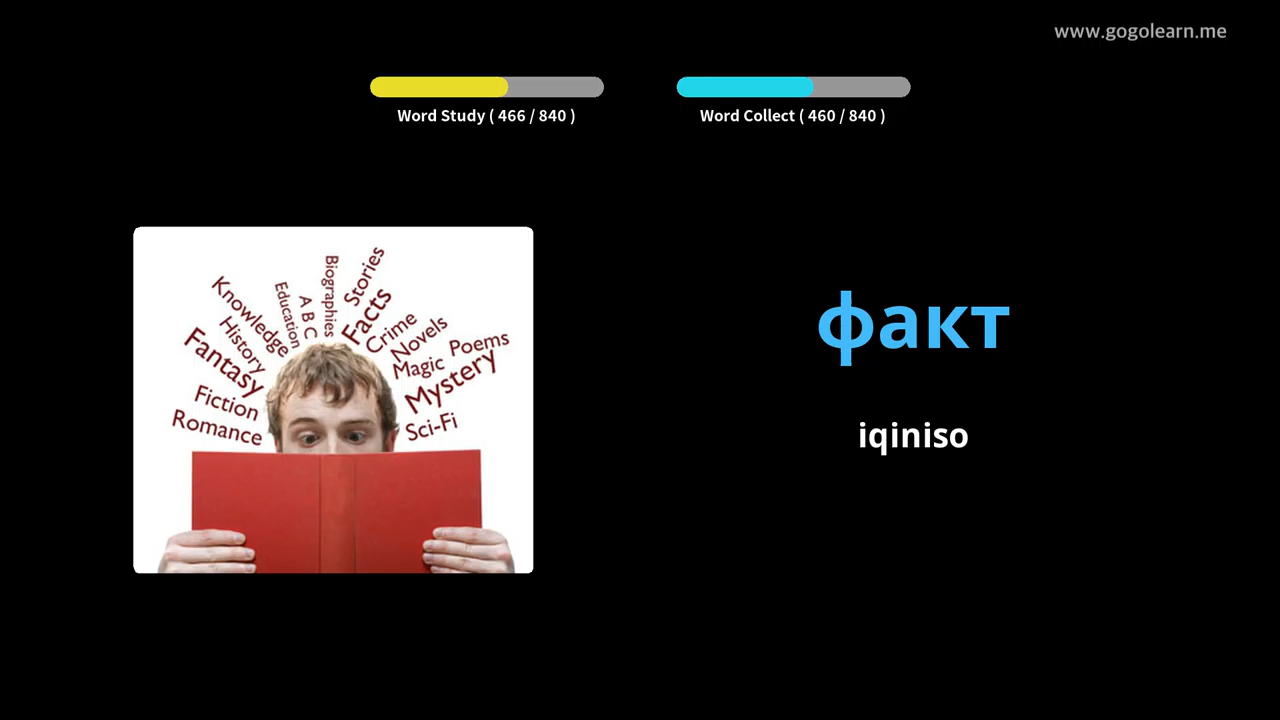 www.gogolearn.me
Word Study ( 466 / 840 )
Word Collect ( 460 / 840 )
Knowledge
Education
A B C
Biographies
Stories
Facts
Crime
Novels
Poems
Magic
Mystery
Sci-Fi
History
Fantasy
Fiction
Romance
факт
iqiniso